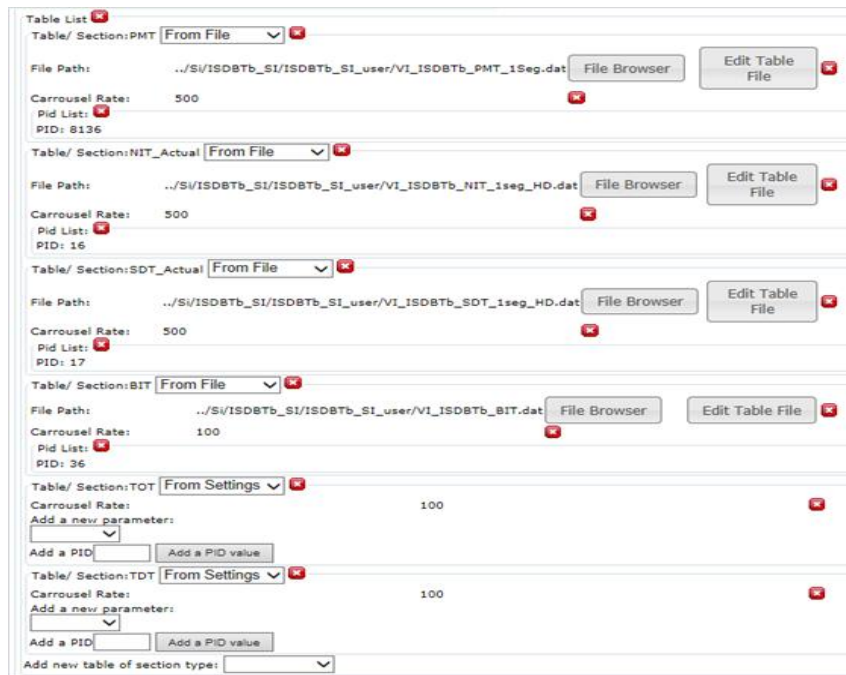 Table List
Table/ Section:PMT From File
File Path: ../Si/ISDBTb_SI/ISDBTb_SI_user/VI_ISDBTb_PMT_1Seg.dat File Browser Edit Table File
Carrousel Rate: 500
Pid List:
PID: 8136
Table/ Section:NIT_Actual From File
File Path: ../Si/ISDBTb_SI/ISDBTb_SI_user/VI_ISDBTb_NIT_1seg_HD.dat File Browser Edit Table File
Carrousel Rate: 500
Pid List:
PID: 16
Table/ Section:SDT_Actual From File
File Path: ../Si/ISDBTb_SI/ISDBTb_SI_user/VI_ISDBTb_SDT_1seg_HD.dat File Browser Edit Table File
Carrousel Rate: 500
Pid List:
PID: 17
Table/ Section:BIT From File
File Path: ../Si/ISDBTb_SI/ISDBTb_SI_user/VI_ISDBTb_BIT.dat File Browser Edit Table File
Carrousel Rate: 100
Pid List:
PID: 36
Table/ Section:TOT From Settings
Carrousel Rate: 100
Add a new parameter:
Add a PID Add a PID value
Table/ Section:TDT From Settings
Carrousel Rate: 100
Add a new parameter:
Add a PID Add a PID value
Add new table of section type: